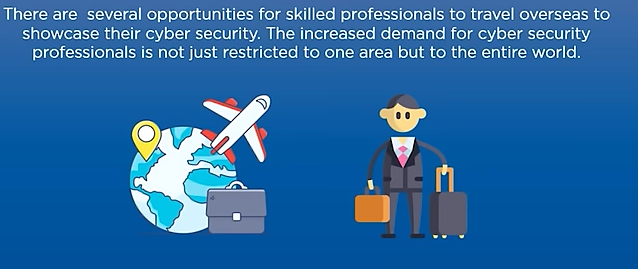 There are several opportunities for skilled professionals to travel overseas to
showcase their cyber security. The increased demand for cyber security
professionals is not just restricted to one area but to the entire world.